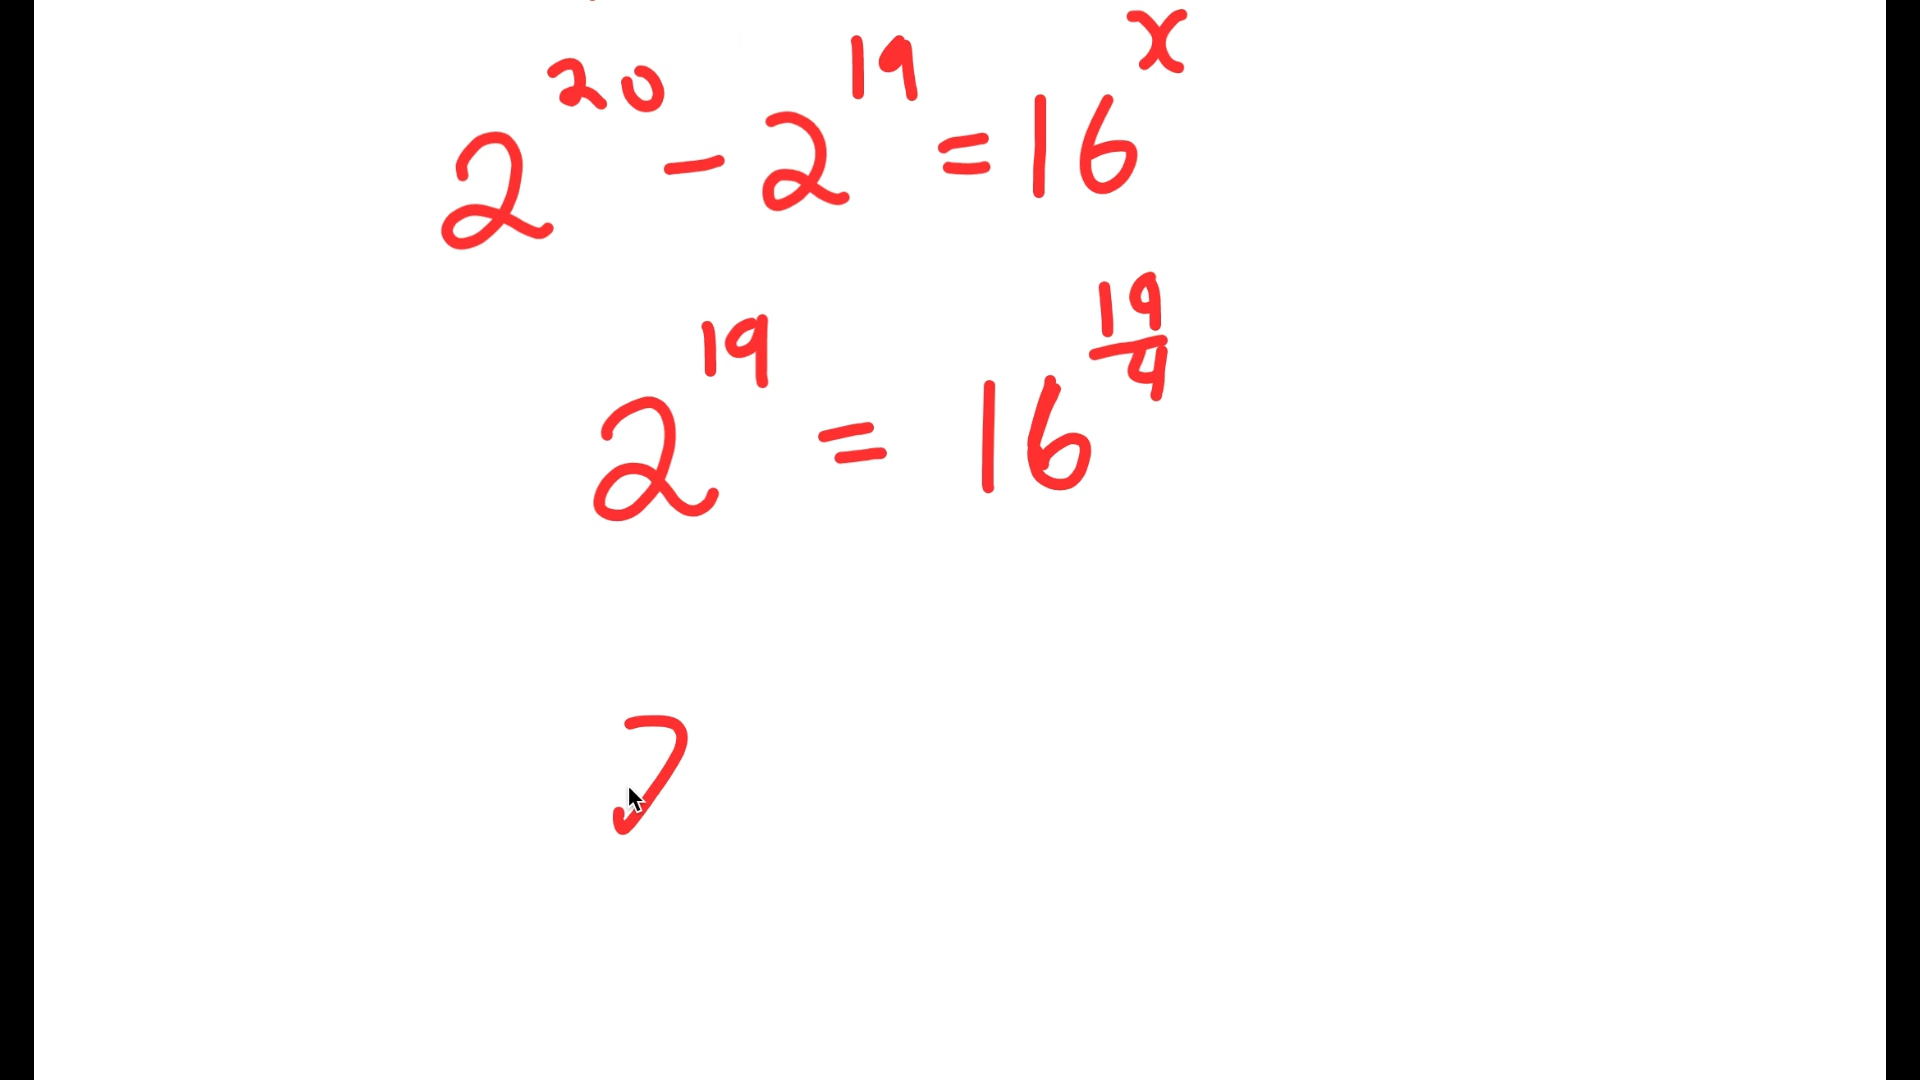 2^20 - 2^19 = 16^x
2^19 = 16^(19/4)